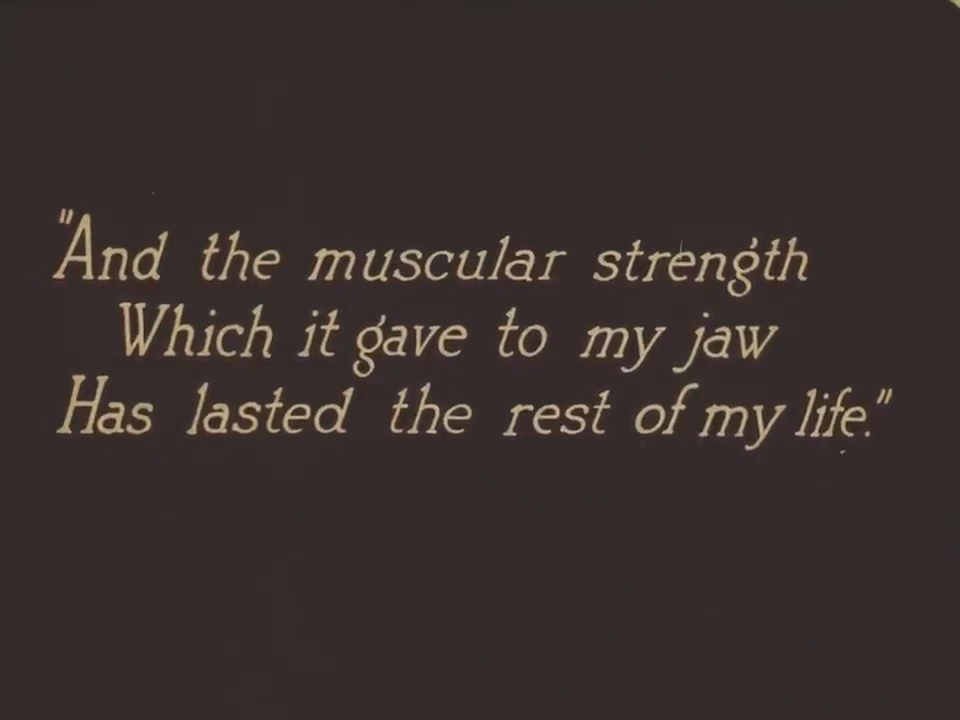 "And the muscular strength
Which it gave to my jaw
Has lasted the rest of my life."